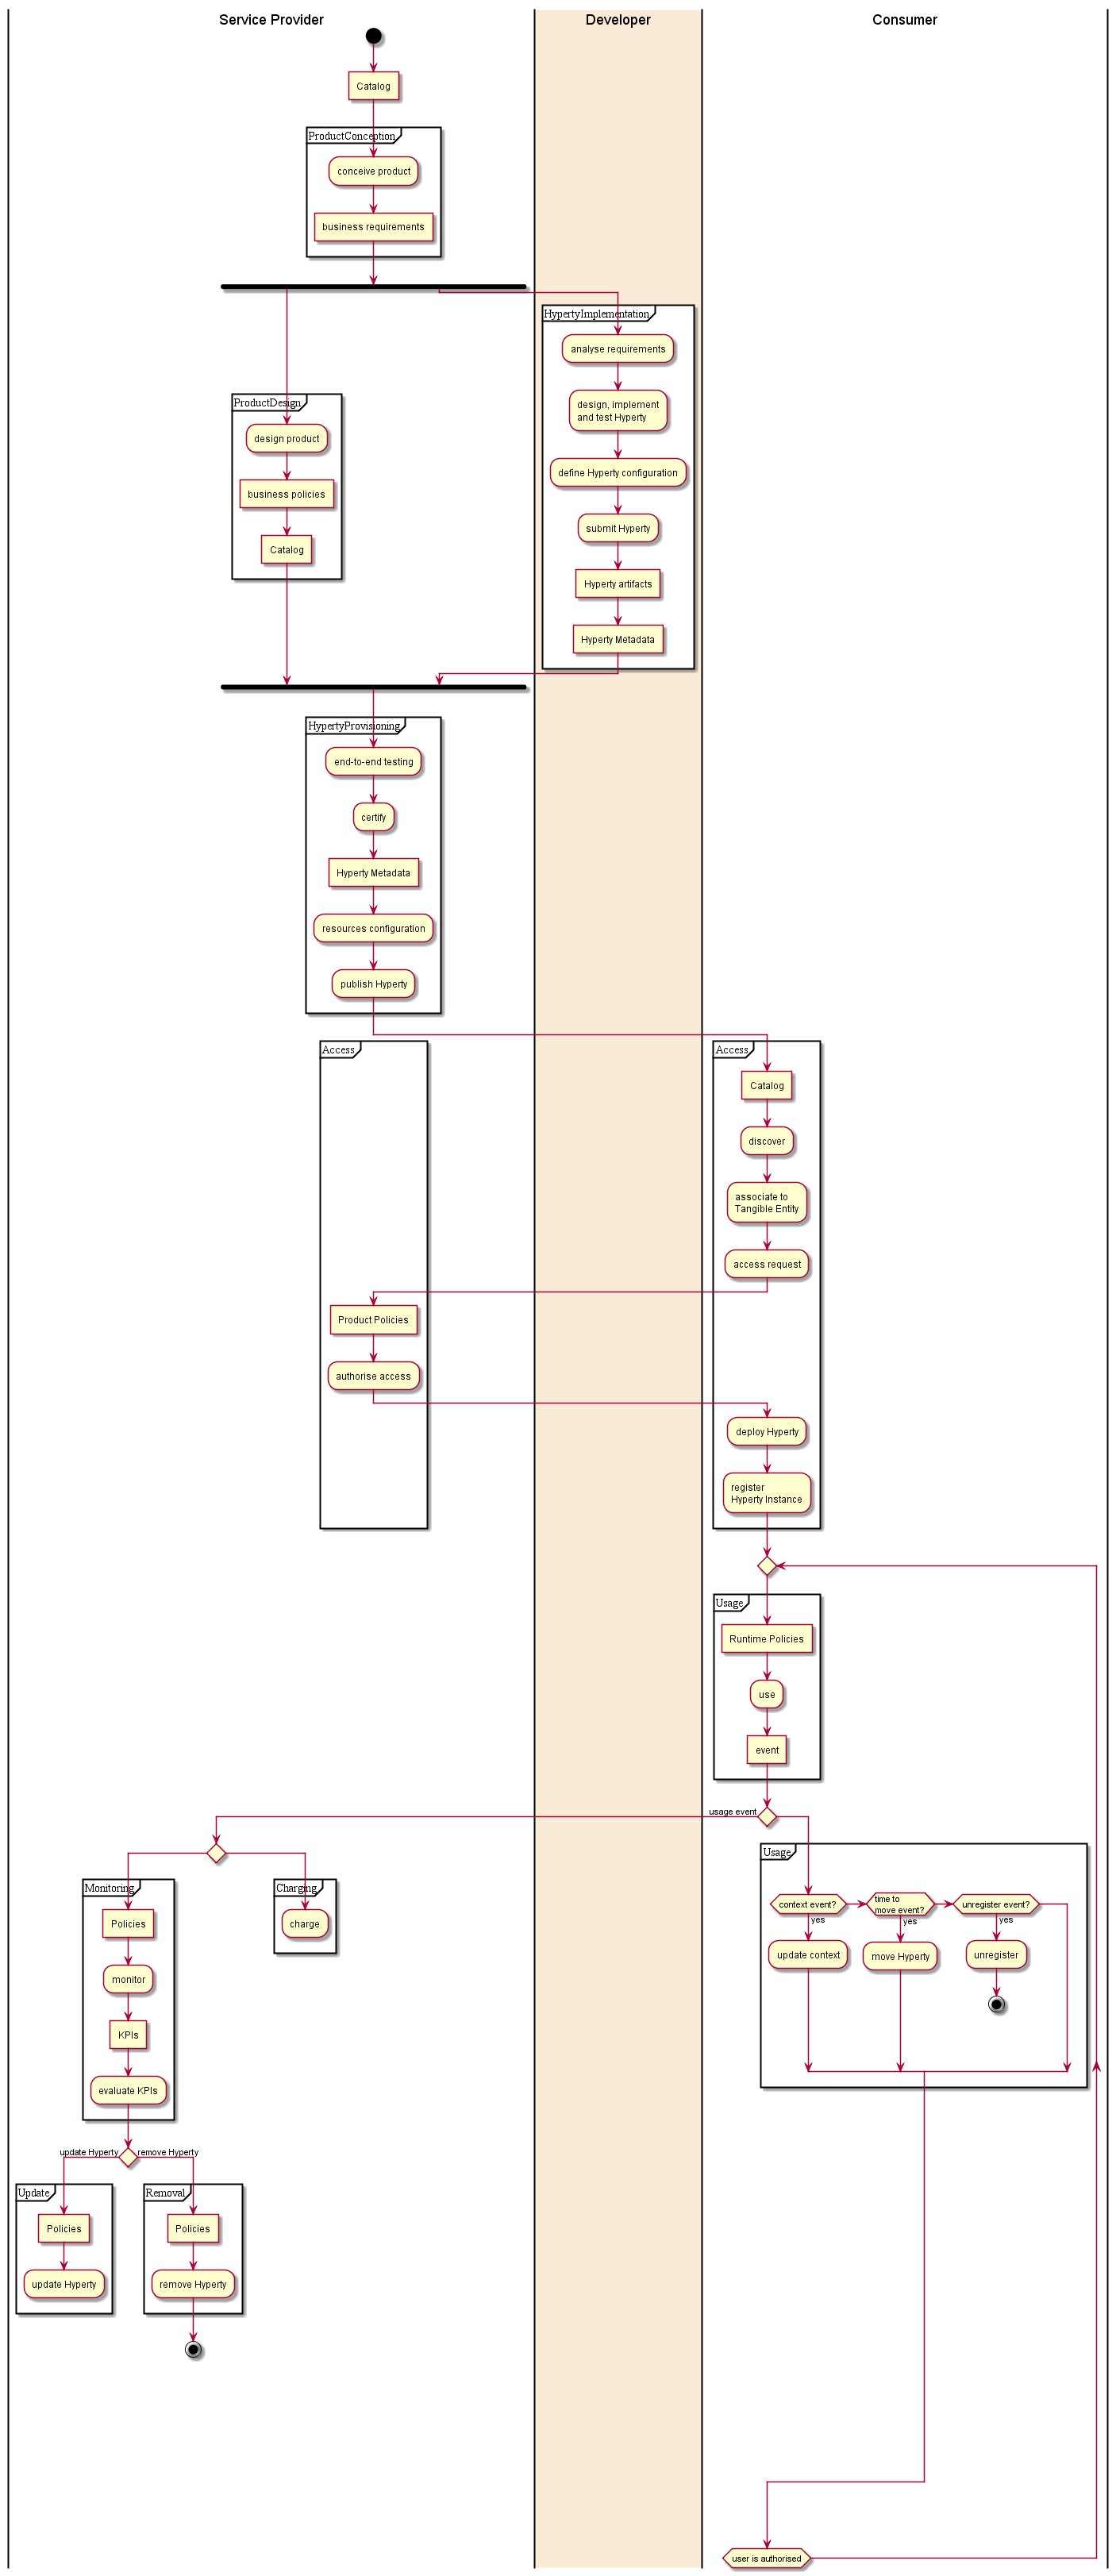 Service Provider
Developer
Consumer
Catalog
ProductConception
conceive product
business requirements
HypertyImplementation
analyse requirements
design, implement
and test Hyperty
define Hyperty configuration
submit Hyperty
Hyperty artifacts
Hyperty Metadata
ProductDesign
design product
business policies
Catalog
HypertyProvisioning
end-to-end testing
certify
Hyperty Metadata
resources configuration
publish Hyperty
Access
Access
Catalog
discover
associate to
Tangible Entity
access request
Product Policies
authorise access
deploy Hyperty
register
Hyperty Instance
Usage
Runtime Policies
use
event
usage event
Monitoring
Policies
monitor
KPIs
evaluate KPIs
Charging
charge
Usage
context event?
yes
update context
time to
move event?
yes
move Hyperty
unregister event?
yes
unregister
update Hyperty
remove Hyperty
Update
Policies
update Hyperty
Removal
Policies
remove Hyperty
user is authorised